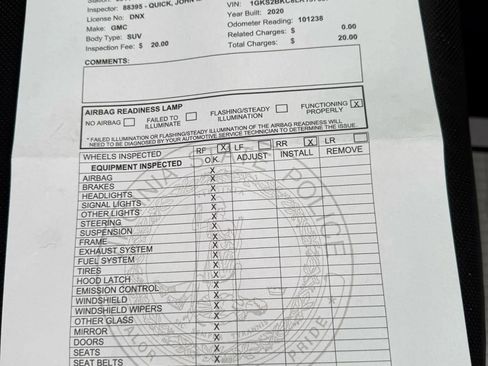 Inspector: 88395 - QUICK, JOHN
VIN:
License No: DNX
Year Built: 2020
Make: GMC
Odometer Reading: 101238
Body Type: SUV
Related Charges: $ 0.00
Inspection Fee: $ 20.00
Total Charges: $ 20.00
COMMENTS:
AIRBAG READINESS LAMP
NO AIRBAG FAILED TO ILLUMINATE FLASHING/STEADY ILLUMINATION FUNCTIONING PROPERLY X
* FAILED ILLUMINATION OR FLASHING/STEADY ILLUMINATION OF THE AIRBAG READINESS WILL
NEED TO BE DIAGNOSED BY YOUR AUTOMOTIVE SERVICE TECHNICIAN TO DETERMINE THE ISSUE.
WHEELS INSPECTED RF X LF RR X LR
EQUIPMENT INSPECTED O.K. ADJUST INSTALL REMOVE
AIRBAG X
BRAKES X
HEADLIGHTS X
SIGNAL LIGHTS X
OTHER LIGHTS X
STEERING X
SUSPENSION X
FRAME X
EXHAUST SYSTEM X
FUEL SYSTEM X
TIRES X
HOOD LATCH X
EMISSION CONTROL X
WINDSHIELD X
WINDSHIELD WIPERS X
OTHER GLASS X
MIRROR X
DOORS X
SEATS X
SEAT BELTS X